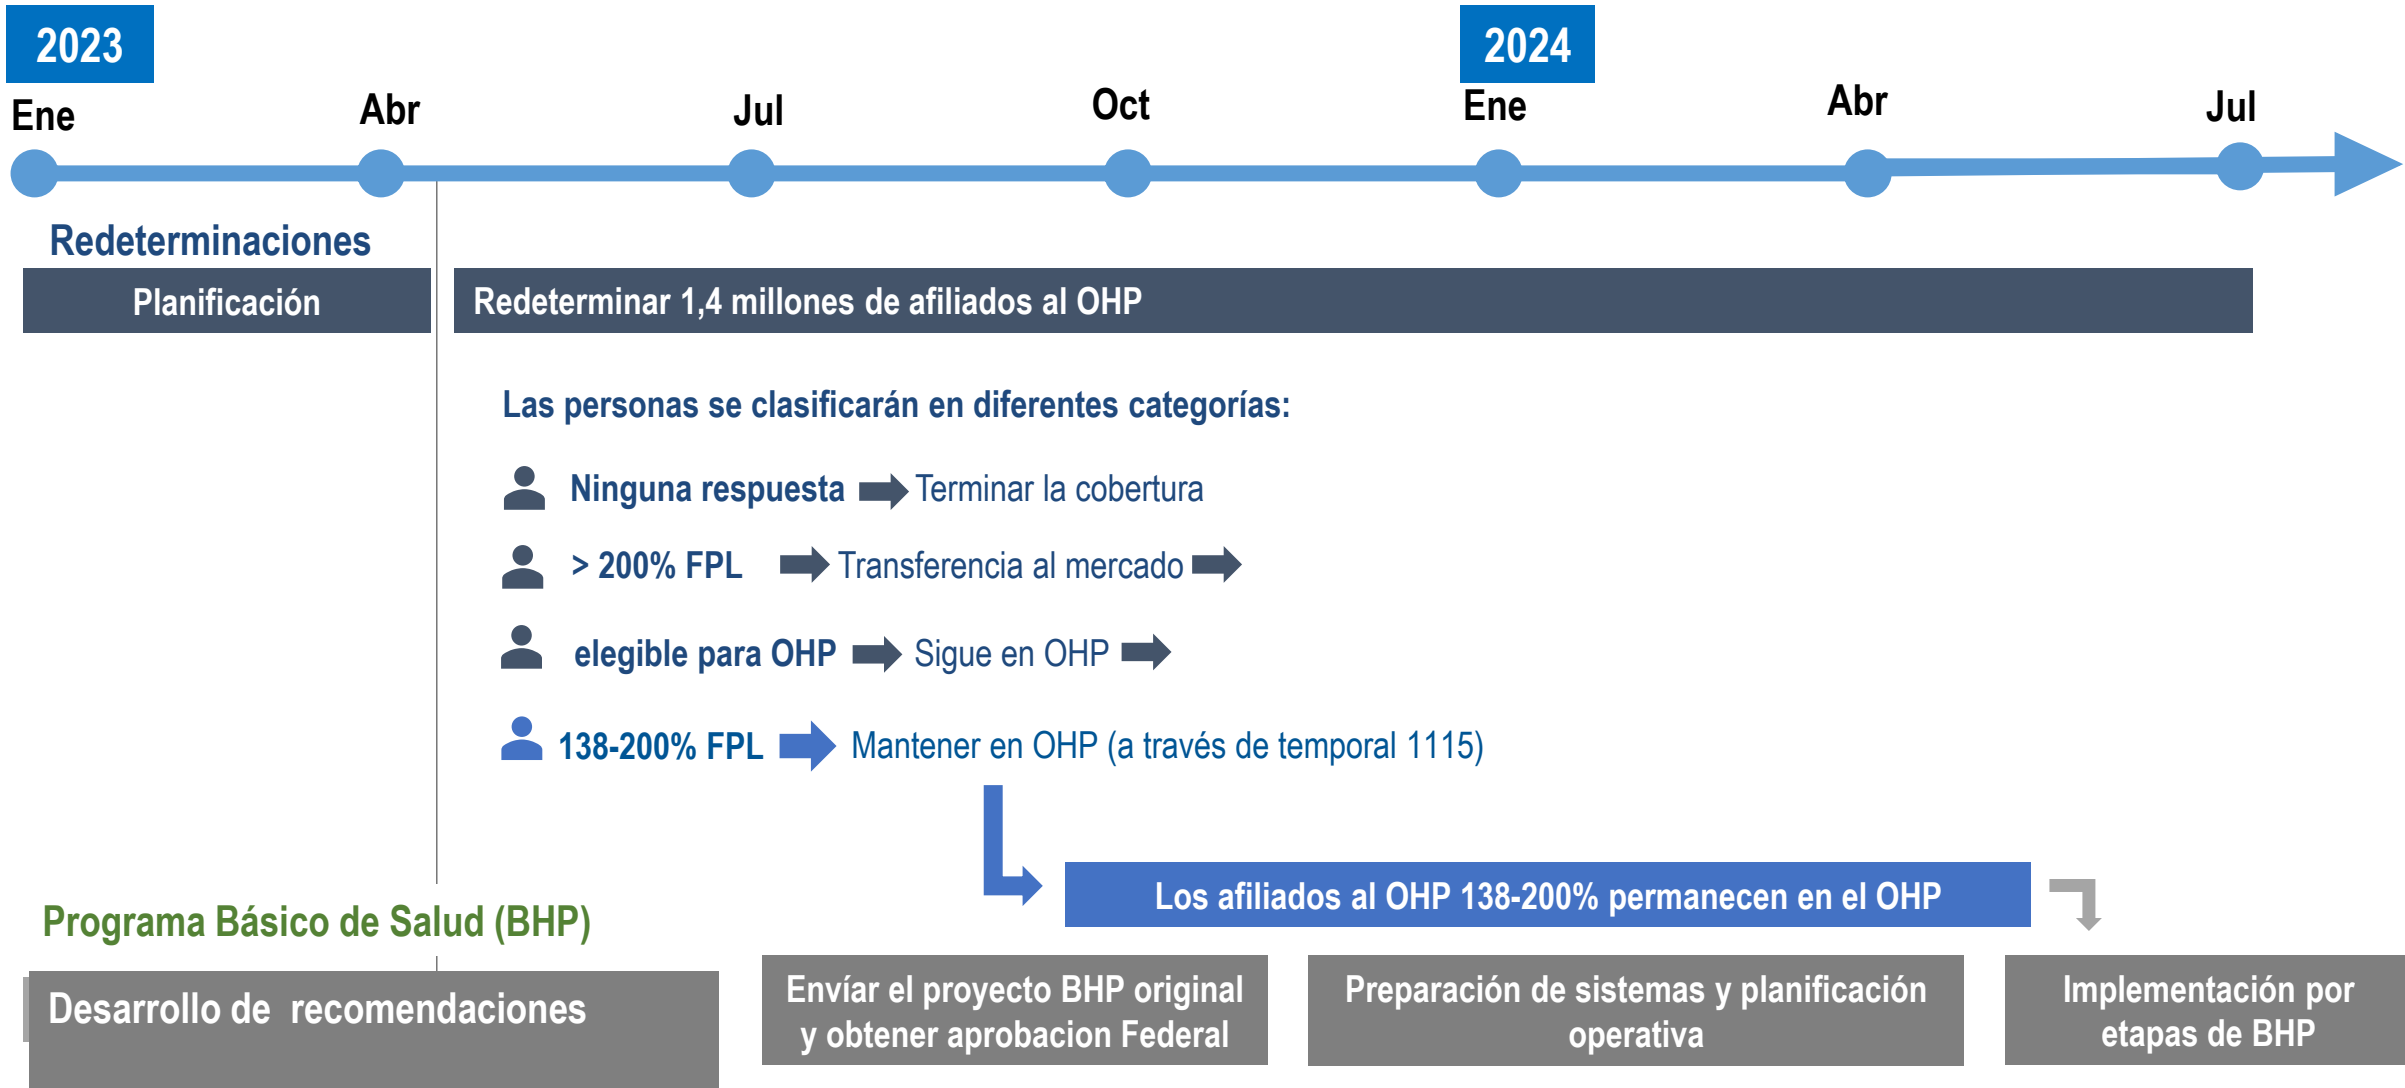 2023
2024
Ene
Abr
Jul
Oct
Ene
Abr
Jul
Redeterminaciones
Planificación
Redeterminar 1,4 millones de afiliados al OHP
Las personas se clasificarán en diferentes categorías:
Ninguna respuesta
Terminar la cobertura
> 200% FPL
Transferencia al mercado
elegible para OHP
Sigue en OHP
138-200% FPL
Mantener en OHP (a través de temporal 1115)
Los afiliados al OHP 138-200% permanecen en el OHP
Programa Básico de Salud (BHP)
Desarrollo de recomendaciones
Envíar el proyecto BHP original
y obtener aprobacion Federal
Preparación de sistemas y planificación
operativa
Implementación por
etapas de BHP